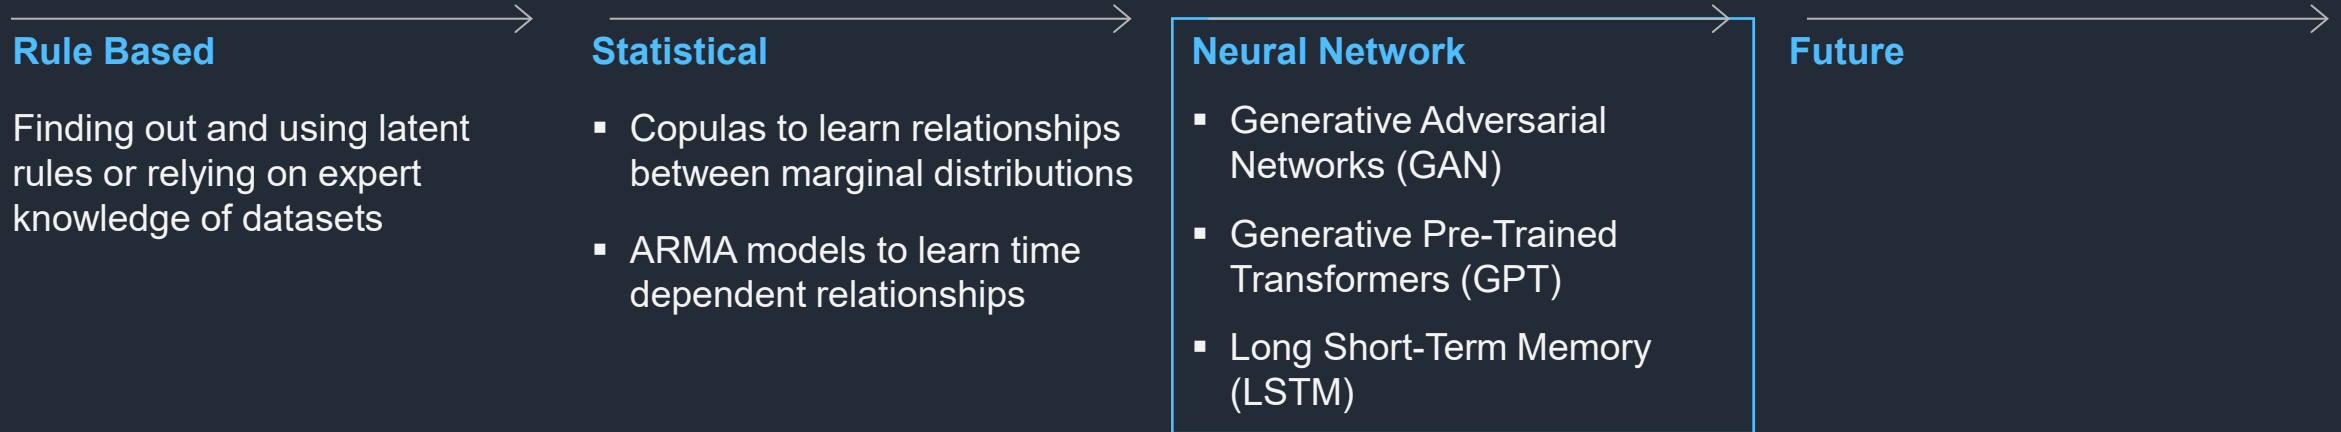 Rule Based
Finding out and using latent
rules or relying on expert
knowledge of datasets
Statistical
▪ Copulas to learn relationships
between marginal distributions
▪ ARMA models to learn time
dependent relationships
Neural Network
▪ Generative Adversarial
Networks (GAN)
▪ Generative Pre-Trained
Transformers (GPT)
▪ Long Short-Term Memory
(LSTM)
Future